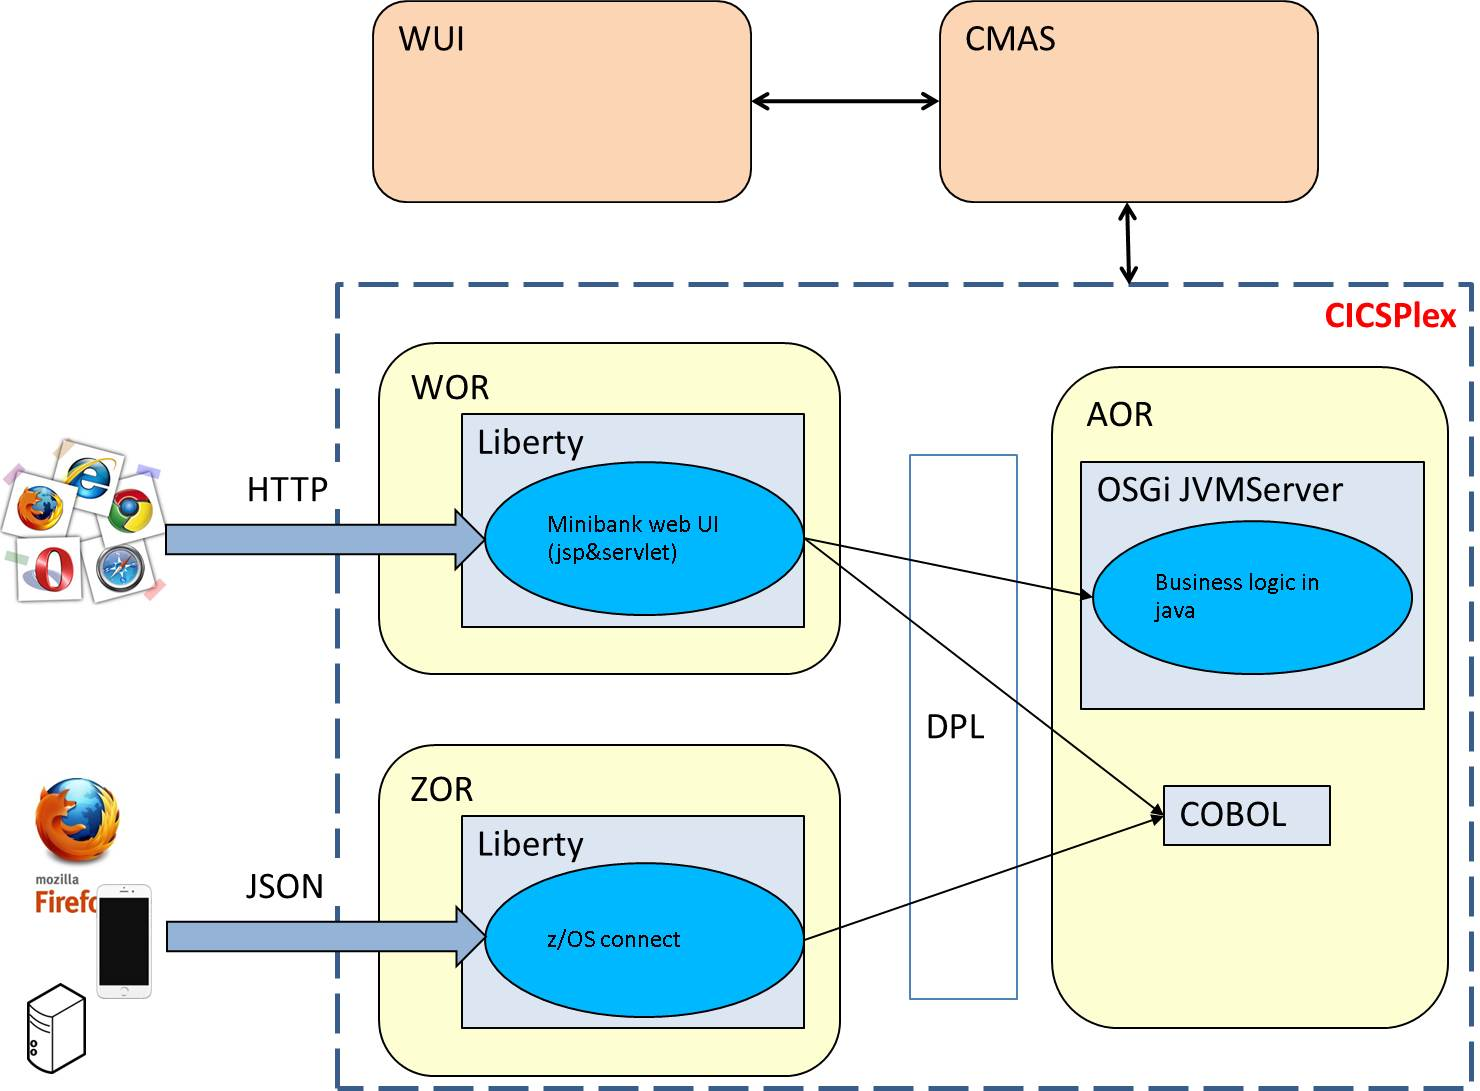 WUI
CMAS
CICSPlex
WOR
Liberty
HTTP
Minibank web UI
(jsp&servlet)
AOR
OSGi JVMServer
Business logic in
java
DPL
ZOR
Liberty
COBOL
mozilla
JSON
z/OS connect